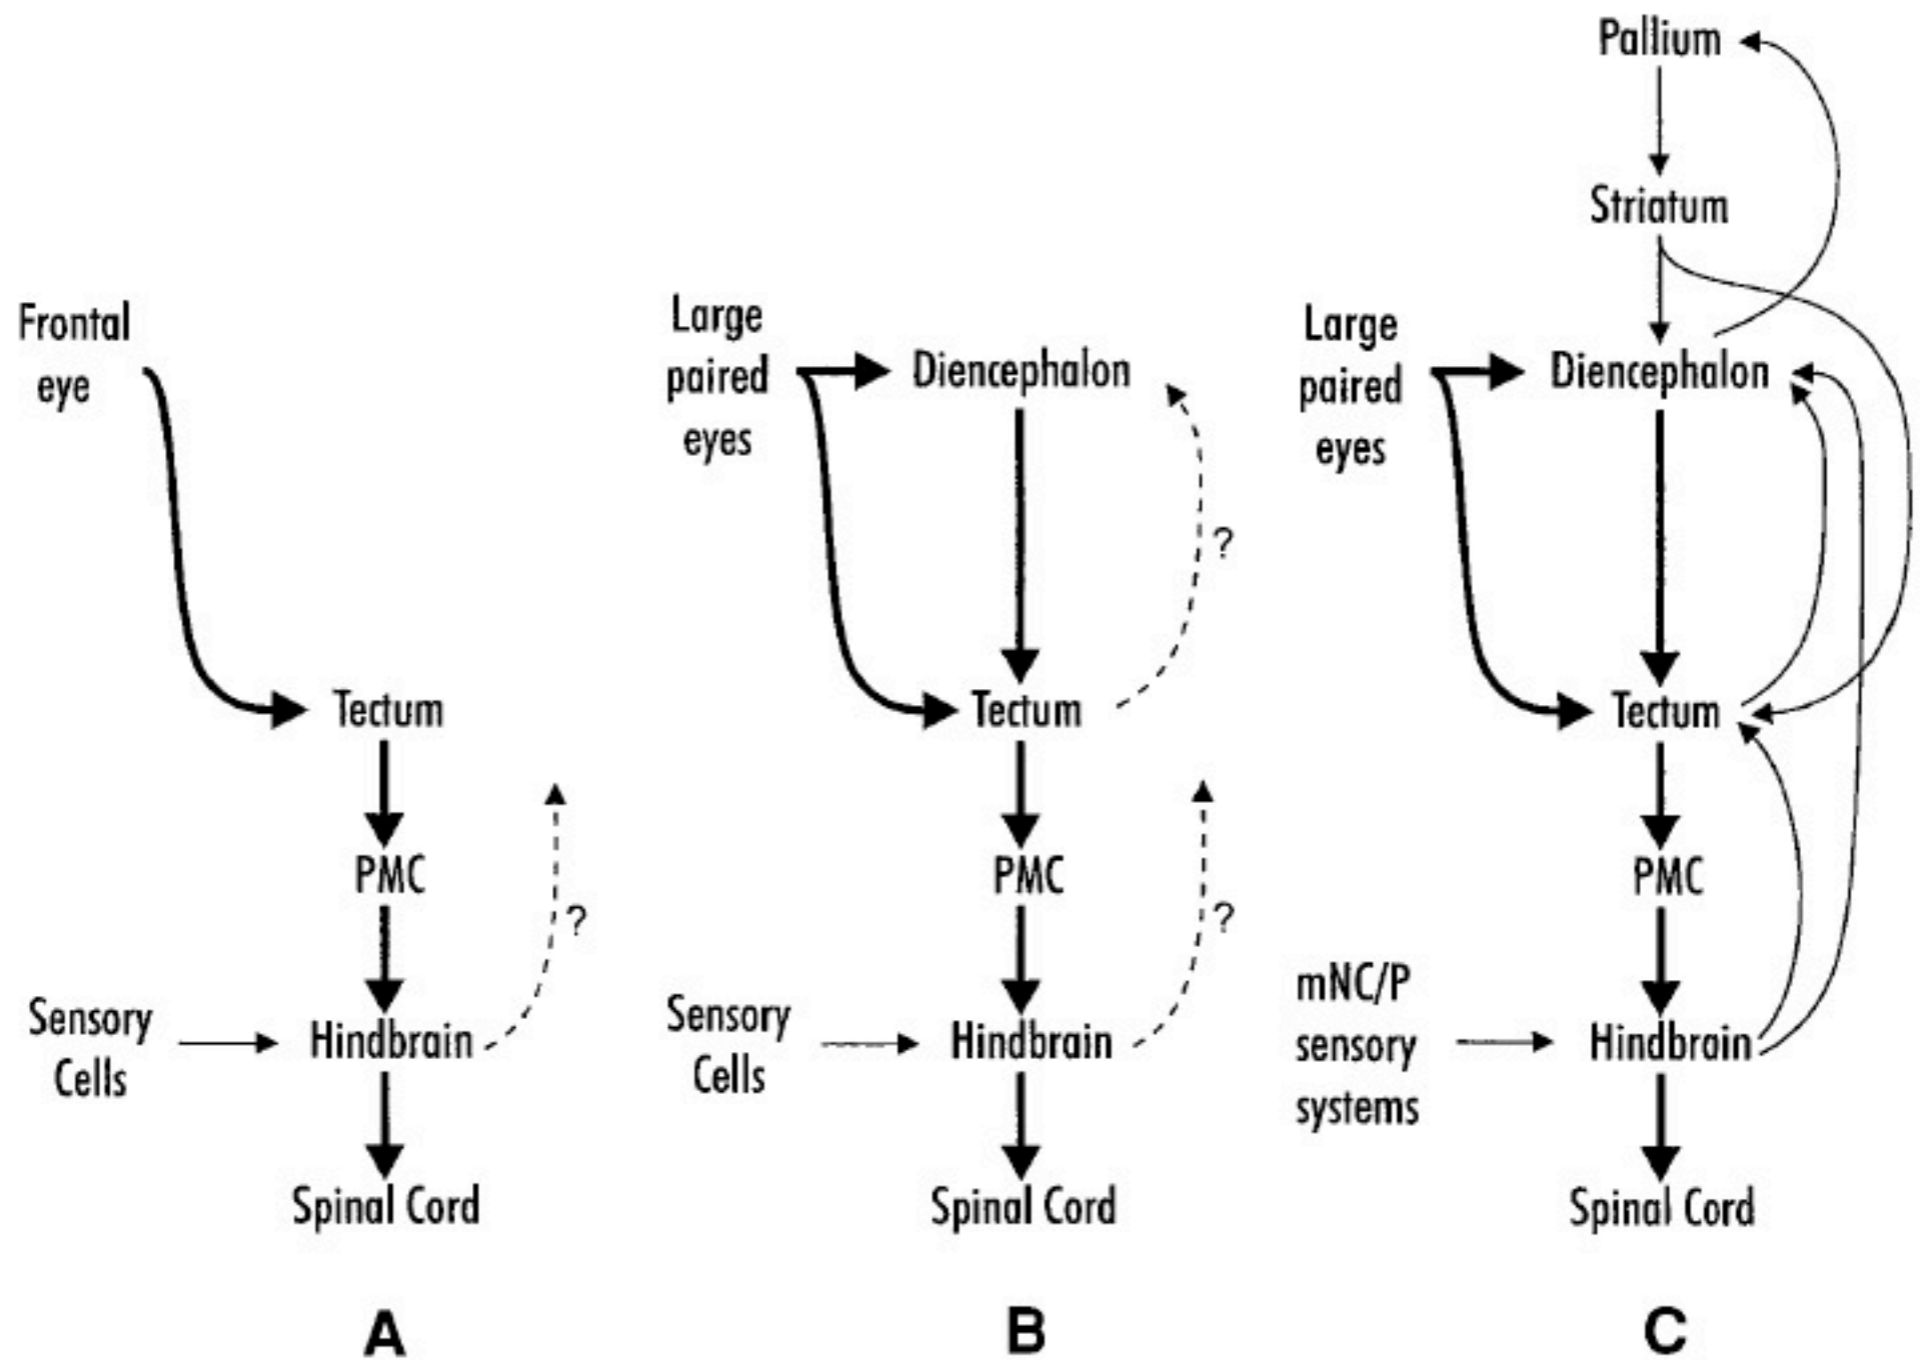 Frontal
eye
Tectum
PMC
?
Sensory
Cells
Hindbrain
Spinal Cord
A
Large
paired
eyes
Diencephalon
?
Tectum
PMC
?
Sensory
Cells
Hindbrain
Spinal Cord
B
Pallium
Striatum
Large
paired
eyes
Diencephalon
Tectum
PMC
mNC/P
sensory
systems
Hindbrain
Spinal Cord
C